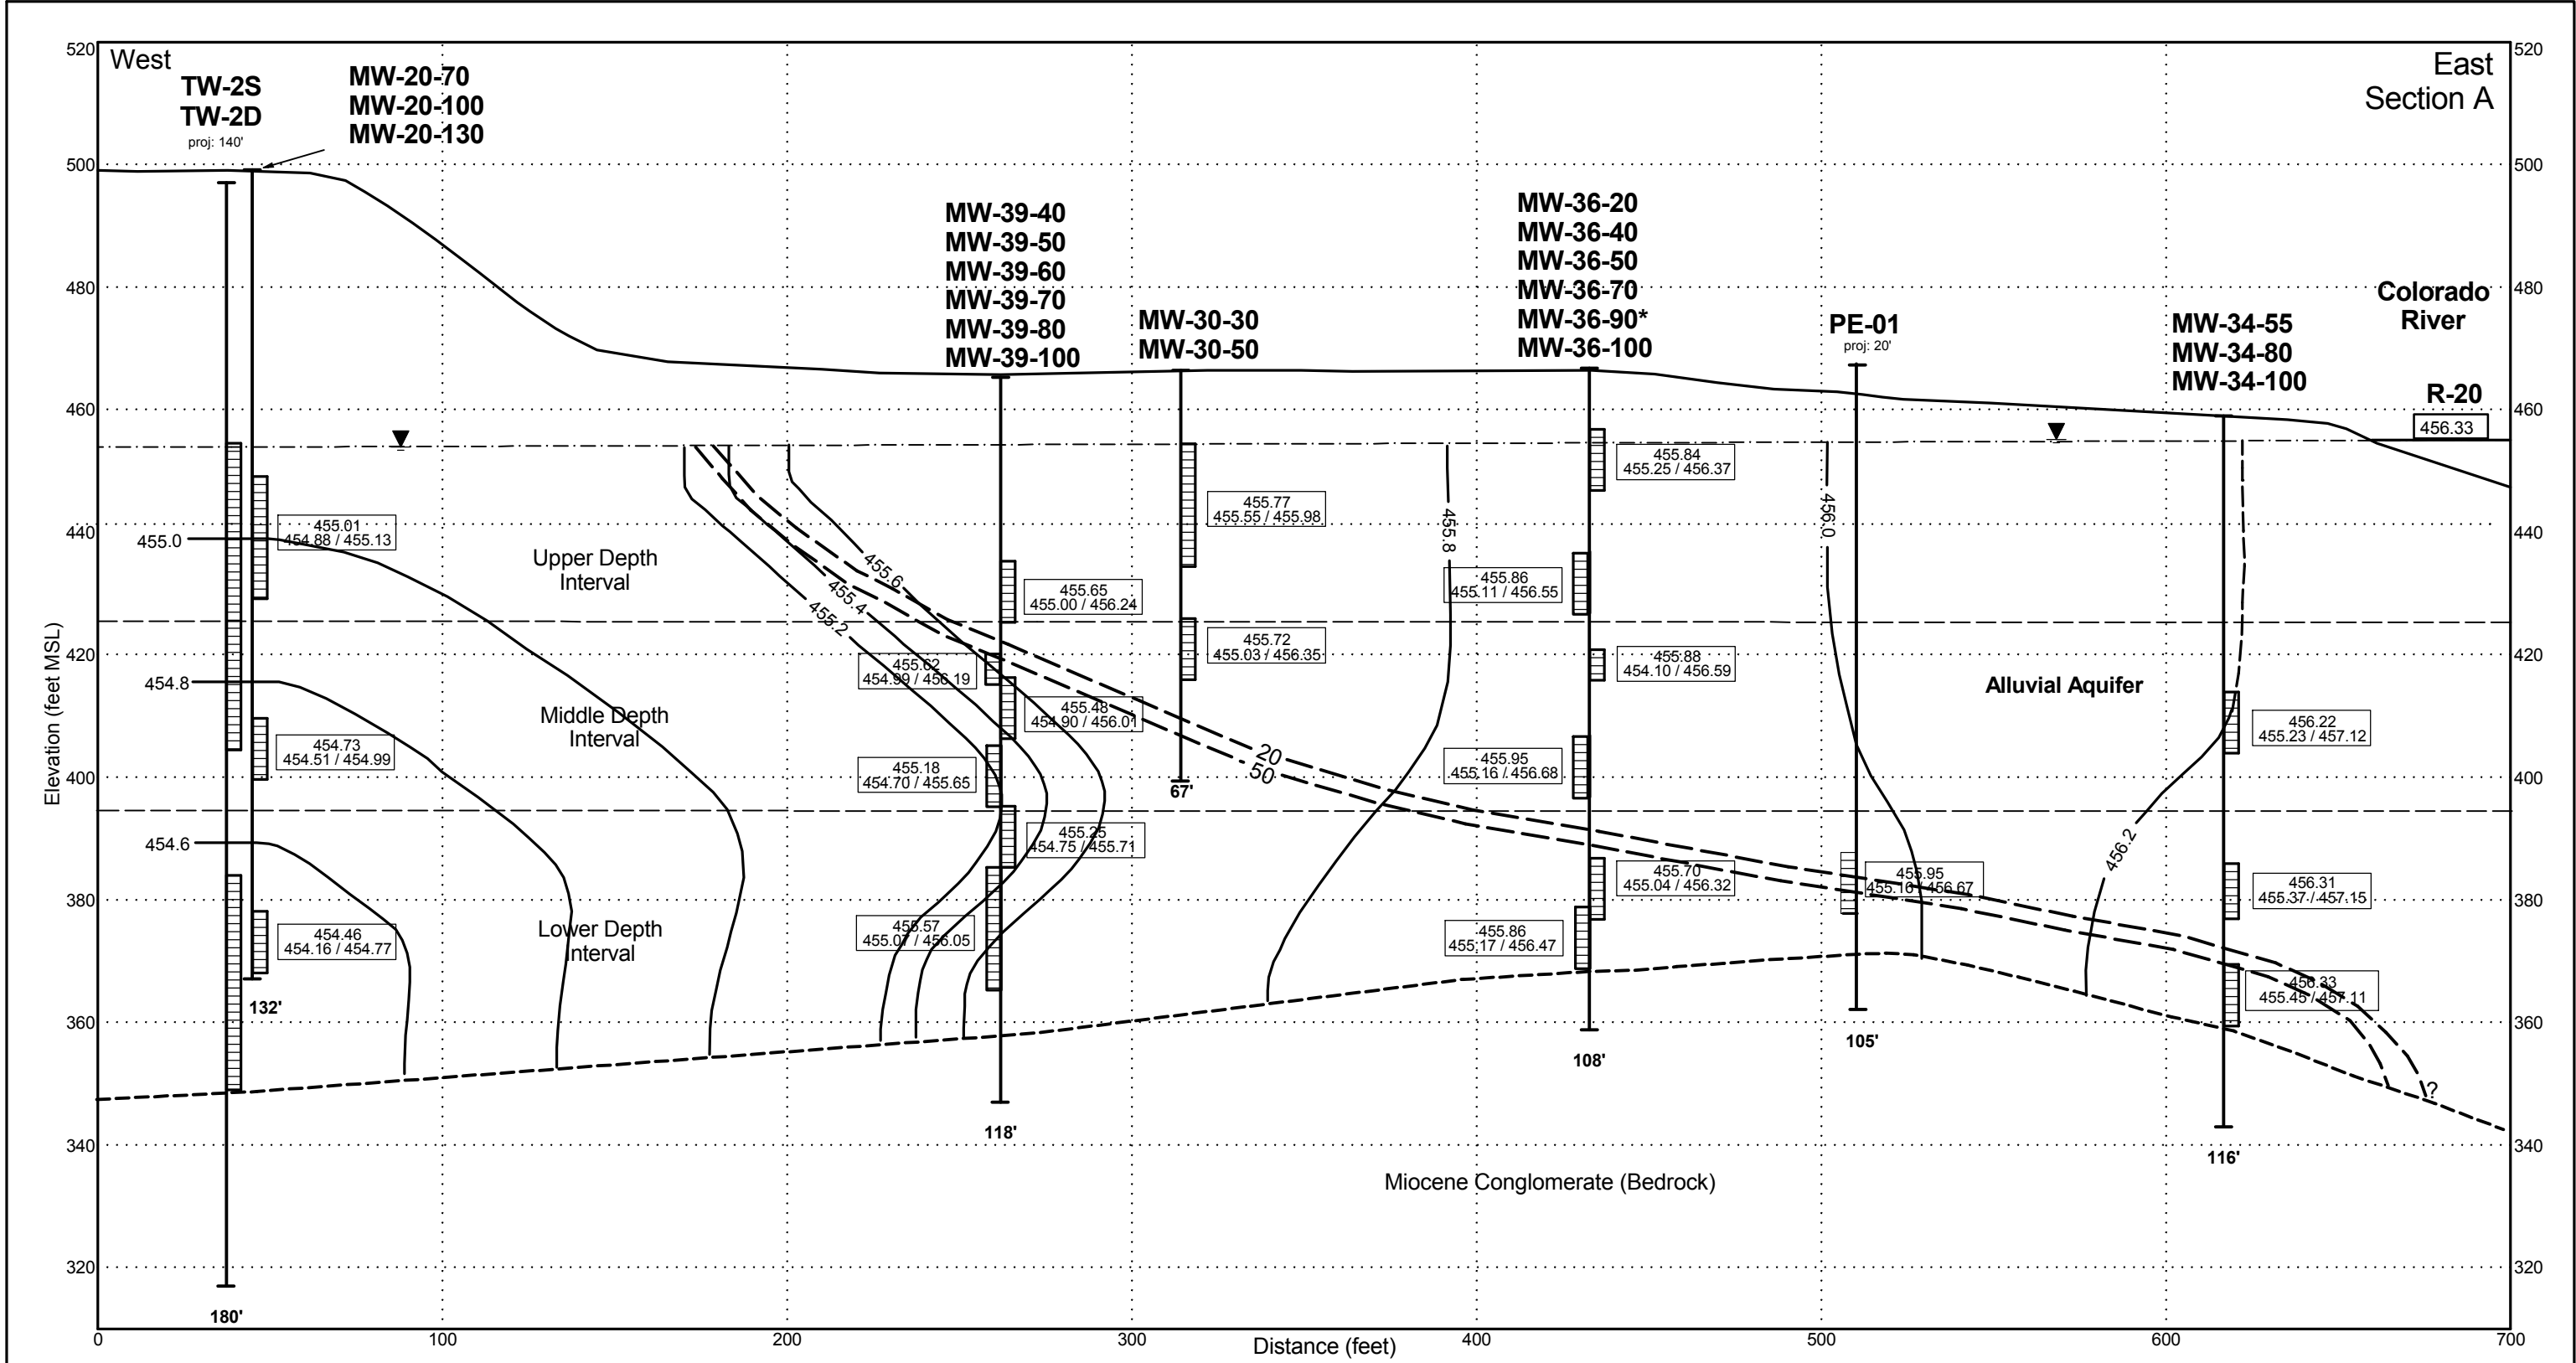 West
East
Section A
TW-2S
TW-2D
proj: 140'
MW-20-70
MW-20-100
MW-20-130
MW-39-40
MW-39-50
MW-39-60
MW-39-70
MW-39-80
MW-39-100
MW-30-30
MW-30-50
MW-36-20
MW-36-40
MW-36-50
MW-36-70
MW-36-90*
MW-36-100
PE-01
proj: 20'
MW-34-55
MW-34-80
MW-34-100
Colorado
River
R-20
456.33
520
500
480
460
440
420
400
380
360
340
320
Elevation (feet MSL)
520
500
480
460
440
420
400
380
360
340
320
455.0
454.8
454.6
455.01
454.88 / 455.13
454.73
454.51 / 454.99
454.46
454.16 / 454.77
Upper Depth
Interval
Middle Depth
Interval
Lower Depth
Interval
455.2
455.4
455.6
455.8
456.0
456.2
455.65
455.00 / 456.24
455.62
454.99 / 456.19
455.48
454.90 / 456.01
455.18
454.70 / 455.65
455.25
454.75 / 455.71
455.57
455.07 / 456.05
455.77
455.55 / 455.98
455.72
455.03 / 456.35
455.84
455.25 / 456.37
455.86
455.11 / 456.55
455.88
454.10 / 456.59
455.95
455.16 / 456.68
455.70
455.04 / 456.32
455.86
455.17 / 456.47
455.95
455.16 / 456.67
456.22
455.23 / 457.12
456.31
455.37 / 457.15
456.33
455.45 / 457.11
20
50
Alluvial Aquifer
Miocene Conglomerate (Bedrock)
?
180'
132'
118'
67'
108'
105'
116'
0
100
200
300
400
500
600
700
Distance (feet)